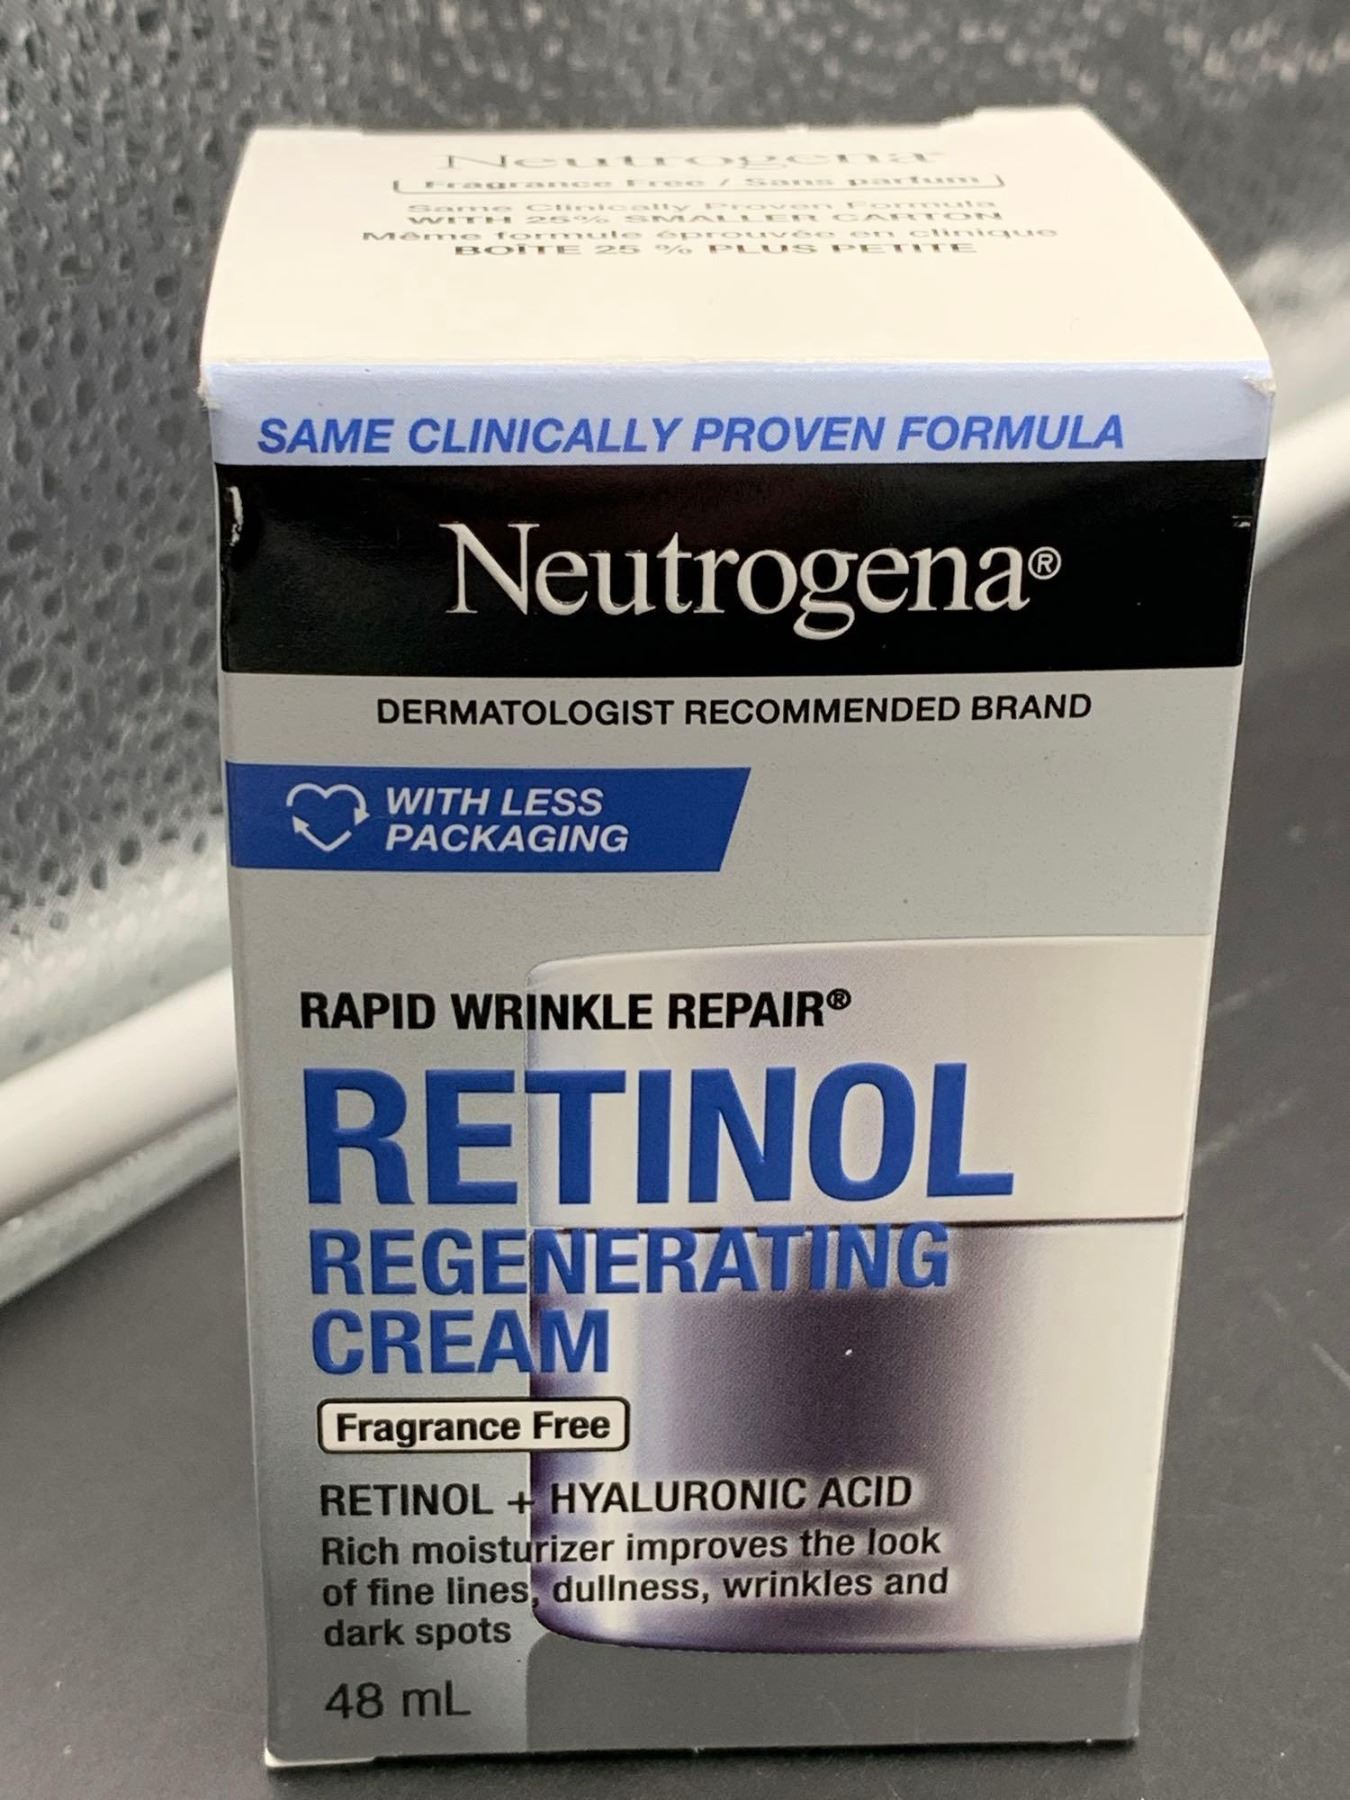 Neutrogena®
Fragrance Free / Sans parfum
Same Clinically Proven Formula
WITH 25% SMALLER CARTON
Même formule éprouvée en clinique
BOÎTE 25 % PLUS PETITE
SAME CLINICALLY PROVEN FORMULA
Neutrogena®
DERMATOLOGIST RECOMMENDED BRAND
WITH LESS
PACKAGING
RAPID WRINKLE REPAIR®
RETINOL
REGENERATING
CREAM
Fragrance Free
RETINOL + HYALURONIC ACID
Rich moisturizer improves the look
of fine lines, dullness, wrinkles and
dark spots
48 mL